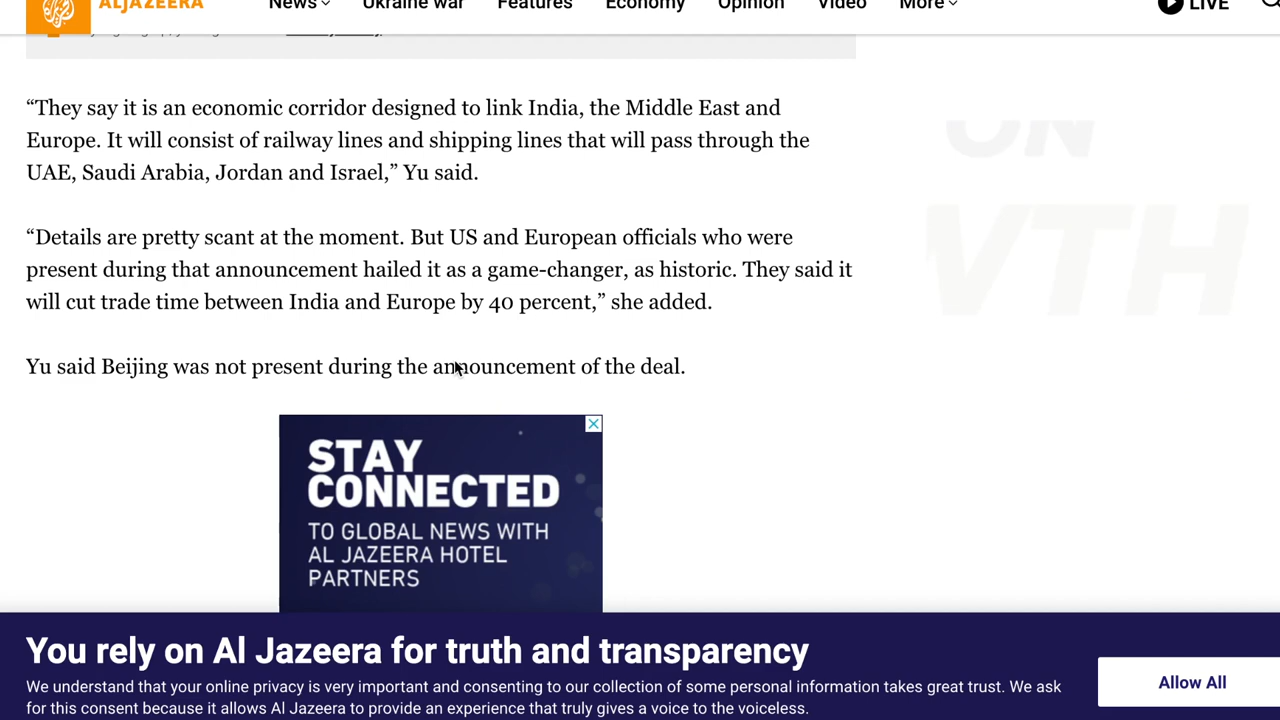 ALJAZEERA
News Ukraine war Features Economy Opinion Video More LIVE
“They say it is an economic corridor designed to link India, the Middle East and
Europe. It will consist of railway lines and shipping lines that will pass through the
UAE, Saudi Arabia, Jordan and Israel,” Yu said.
“Details are pretty scant at the moment. But US and European officials who were
present during that announcement hailed it as a game-changer, as historic. They said it
will cut trade time between India and Europe by 40 percent,” she added.
Yu said Beijing was not present during the announcement of the deal.
ON
VTH
STAY
CONNECTED
TO GLOBAL NEWS WITH
AL JAZEERA HOTEL
PARTNERS
You rely on Al Jazeera for truth and transparency
We understand that your online privacy is very important and consenting to our collection of some personal information takes great trust. We ask
for this consent because it allows Al Jazeera to provide an experience that truly gives a voice to the voiceless.
Allow All